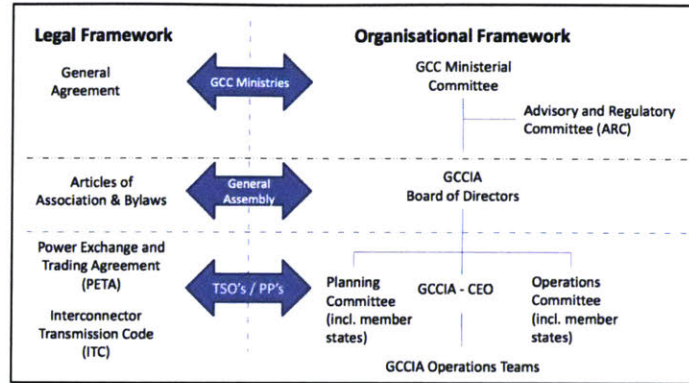 Legal Framework
Organisational Framework
General
Agreement
GCC Ministries
GCC Ministerial
Committee
Advisory and Regulatory
Committee (ARC)
Articles of
Association & Bylaws
General
Assembly
GCCIA
Board of Directors
Power Exchange and
Trading Agreement
(PETA)
Interconnector
Transmission Code
(ITC)
TSO's / PP's
Planning
Committee
(incl. member
states)
GCCIA - CEO
Operations
Committee
(incl. member
states)
GCCIA Operations Teams